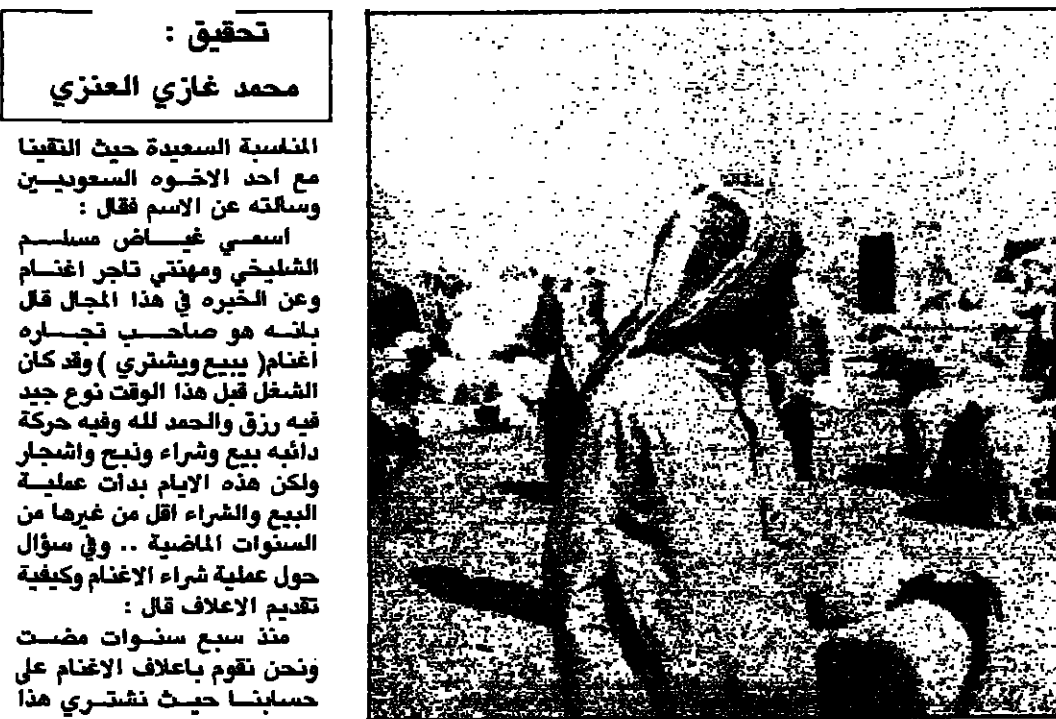 تحقيق :
محمد غازي العنزي
المناسبة السعيدة حيث التقينا
مع احد الاخوه السعوديين
وسالته عن الاسم فقال :
اسمي غياض مسلم
الشليخي ومهنتي تاجر اغنام
وعن الخبره في هذا المجال قال
بانه هو صاحب تجاره
اغنام( يبيع ويشتري ) وقد كان
الشغل قبل هذا الوقت نوع جيد
فيه رزق والحمد لله وفيه حركة
دائبه بيع وشراء ونبح واشجار
ولكن هذه الايام بدات عملية
البيع والشراء اقل من غيرها من
السنوات الماضية .. وفي سؤال
حول عملية شراء الاغنام وكيفية
تقديم الاعلاف قال :
منذ سبع سنوات مضت
ونحن نقوم باعلاف الاغنام على
حسابنا حيث نشتري هذا